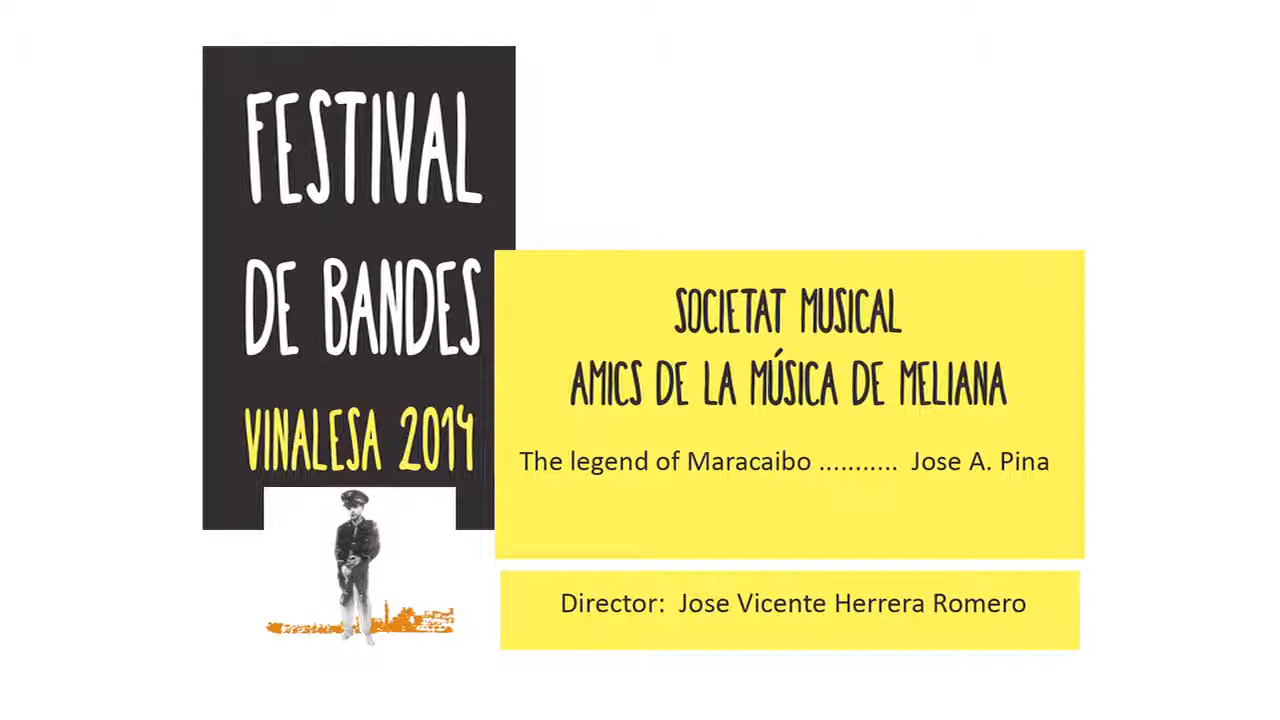 FESTIVAL
DE BANDES
VINALESA 2014
SOCIETAT MUSICAL
AMICS DE LA MÚSICA DE MELIANA
The legend of Maracaibo ........... Jose A. Pina
Director: Jose Vicente Herrera Romero